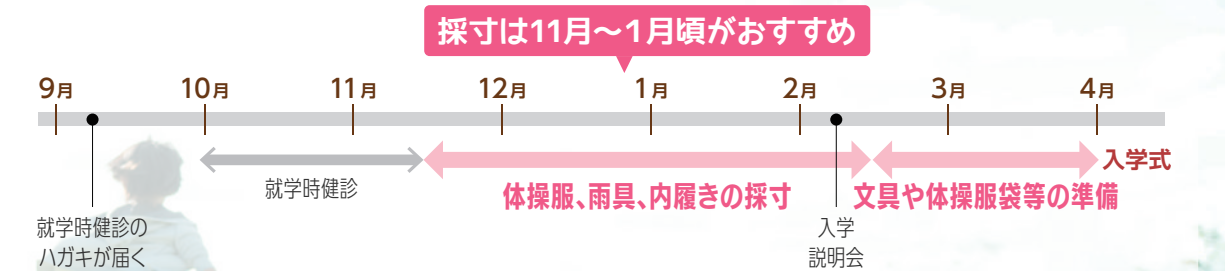 採寸は11月〜1月頃がおすすめ
9月 10月 11月 12月 1月 2月 3月 4月
入学式
就学時健診
体操服、雨具、内履きの採寸
文具や体操服袋等の準備
就学時健診の
ハガキが届く
入学
説明会